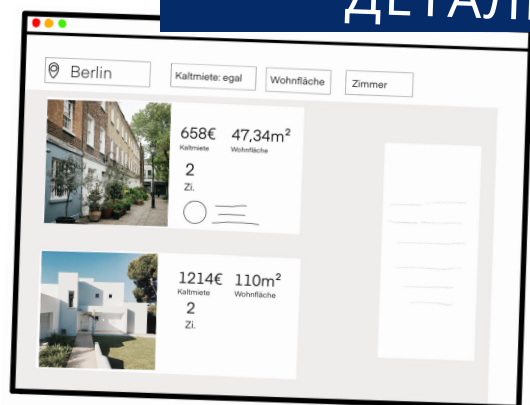 ДЕТАЛ
Berlin
Kaltmiete: egal
Wohnfläche
Zimmer
658€ 47,34m²
Kaltmiete Wohnfläche
2
Zi.
1214€ 110m²
Kaltmiete Wohnfläche
2
Zi.